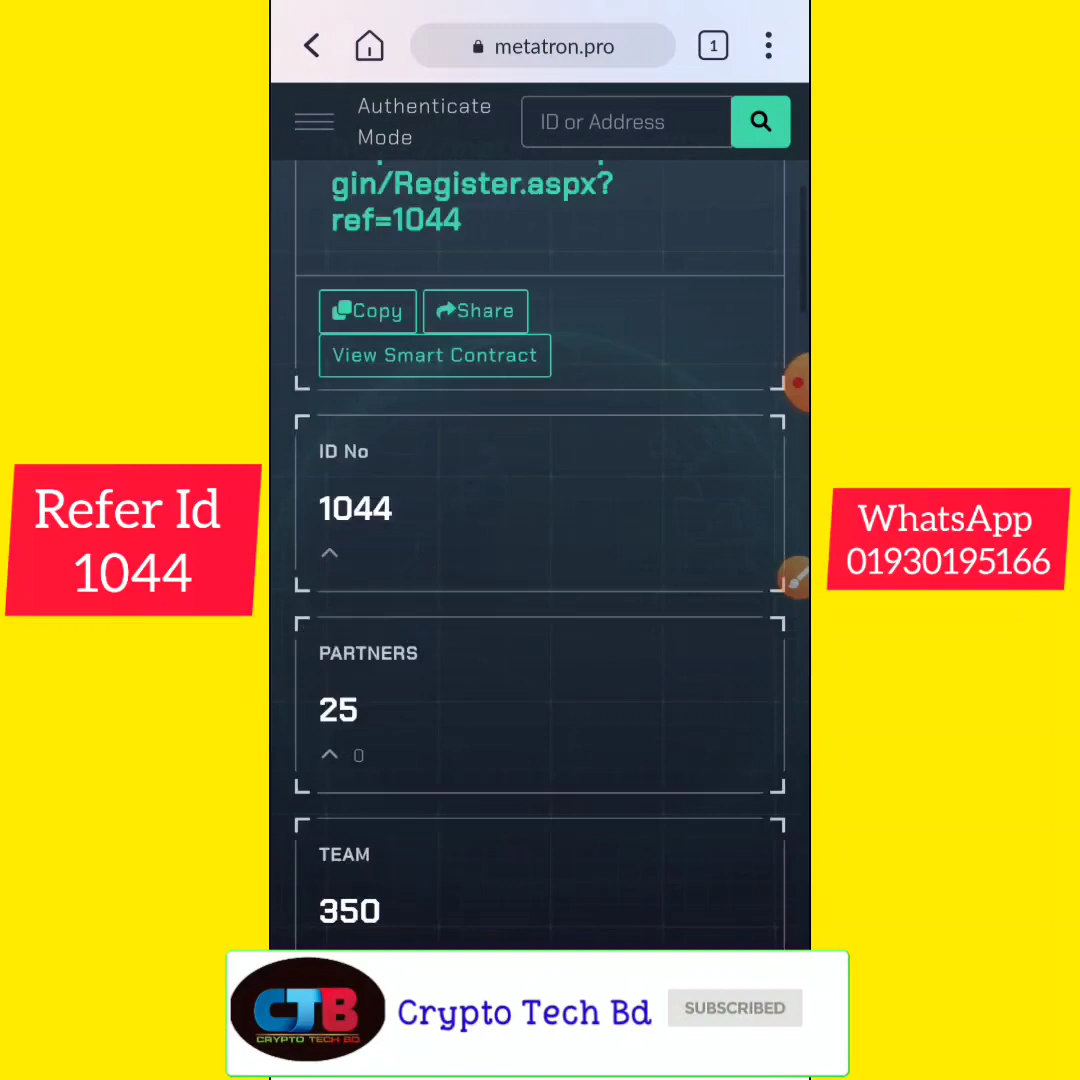 metatron.pro
1
Authenticate
Mode
ID or Address
gin/Register.aspx?
ref=1044
Copy
Share
View Smart Contract
ID No
1044
PARTNERS
25
0
TEAM
350
Refer Id
1044
WhatsApp
01930195166
CTB
CRYPTO TECH BD
Crypto Tech Bd
SUBSCRIBED